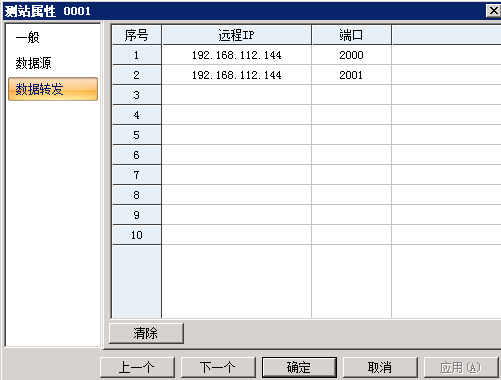 测站属性 0001
一般
数据源
数据转发
序号 远程IP 端口
1 192.168.112.144 2000
2 192.168.112.144 2001
3
4
5
6
7
8
9
10
清除
上一个 下一个 确定 取消 应用(A)